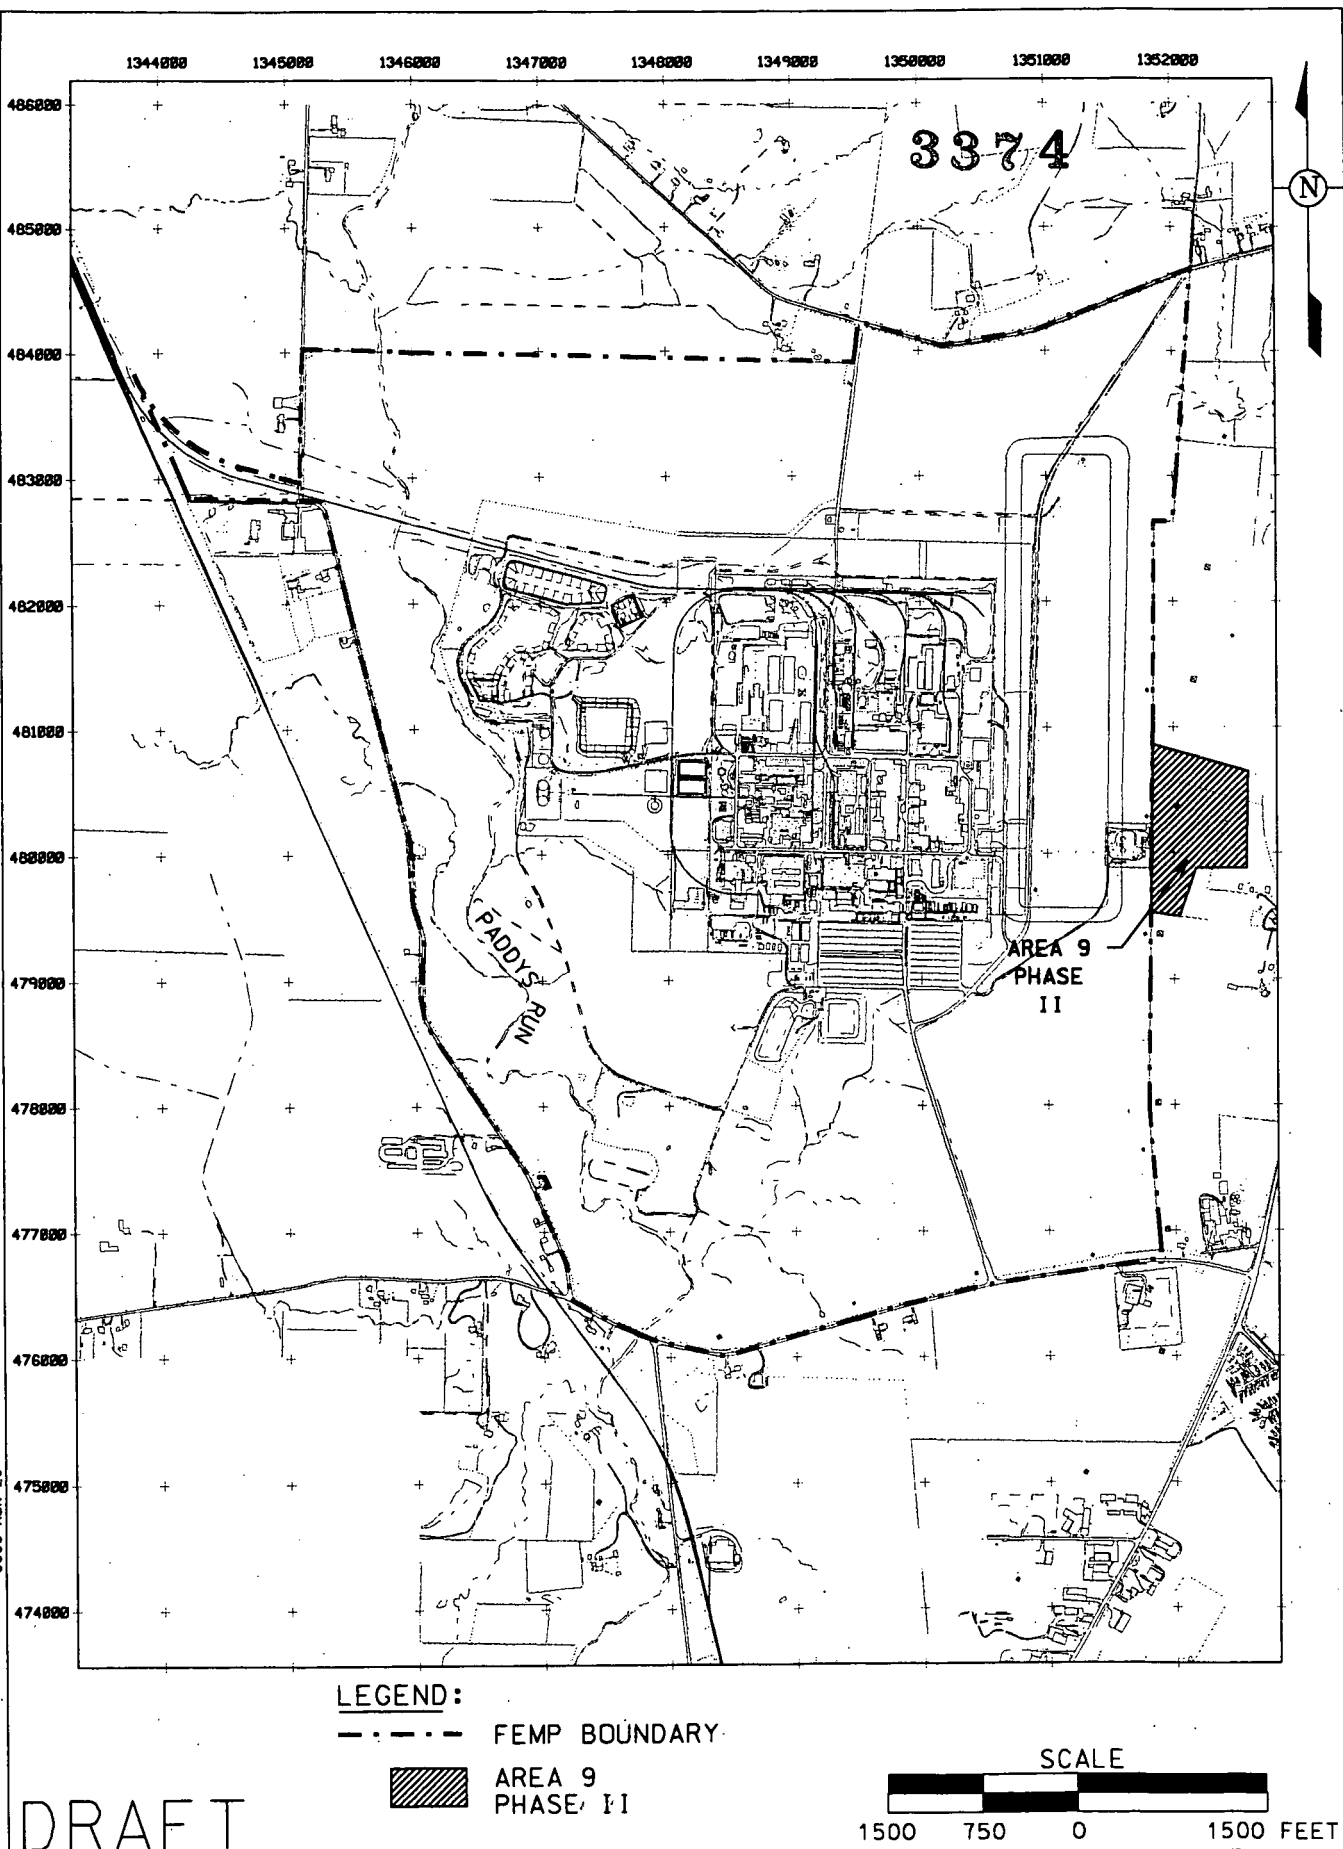 1344000 1345000 1346000 1347000 1348000 1349000 1350000 1351000 1352000
486000
3374
N
485000
484000
483000
482000
481000
480000
PADDYS RUN
AREA 9
PHASE
II
479000
478000
477000
476000
475000
474000
LEGEND:
FEMP BOUNDARY
AREA 9
PHASE II
SCALE
1500 750 0 1500 FEET
DRAFT